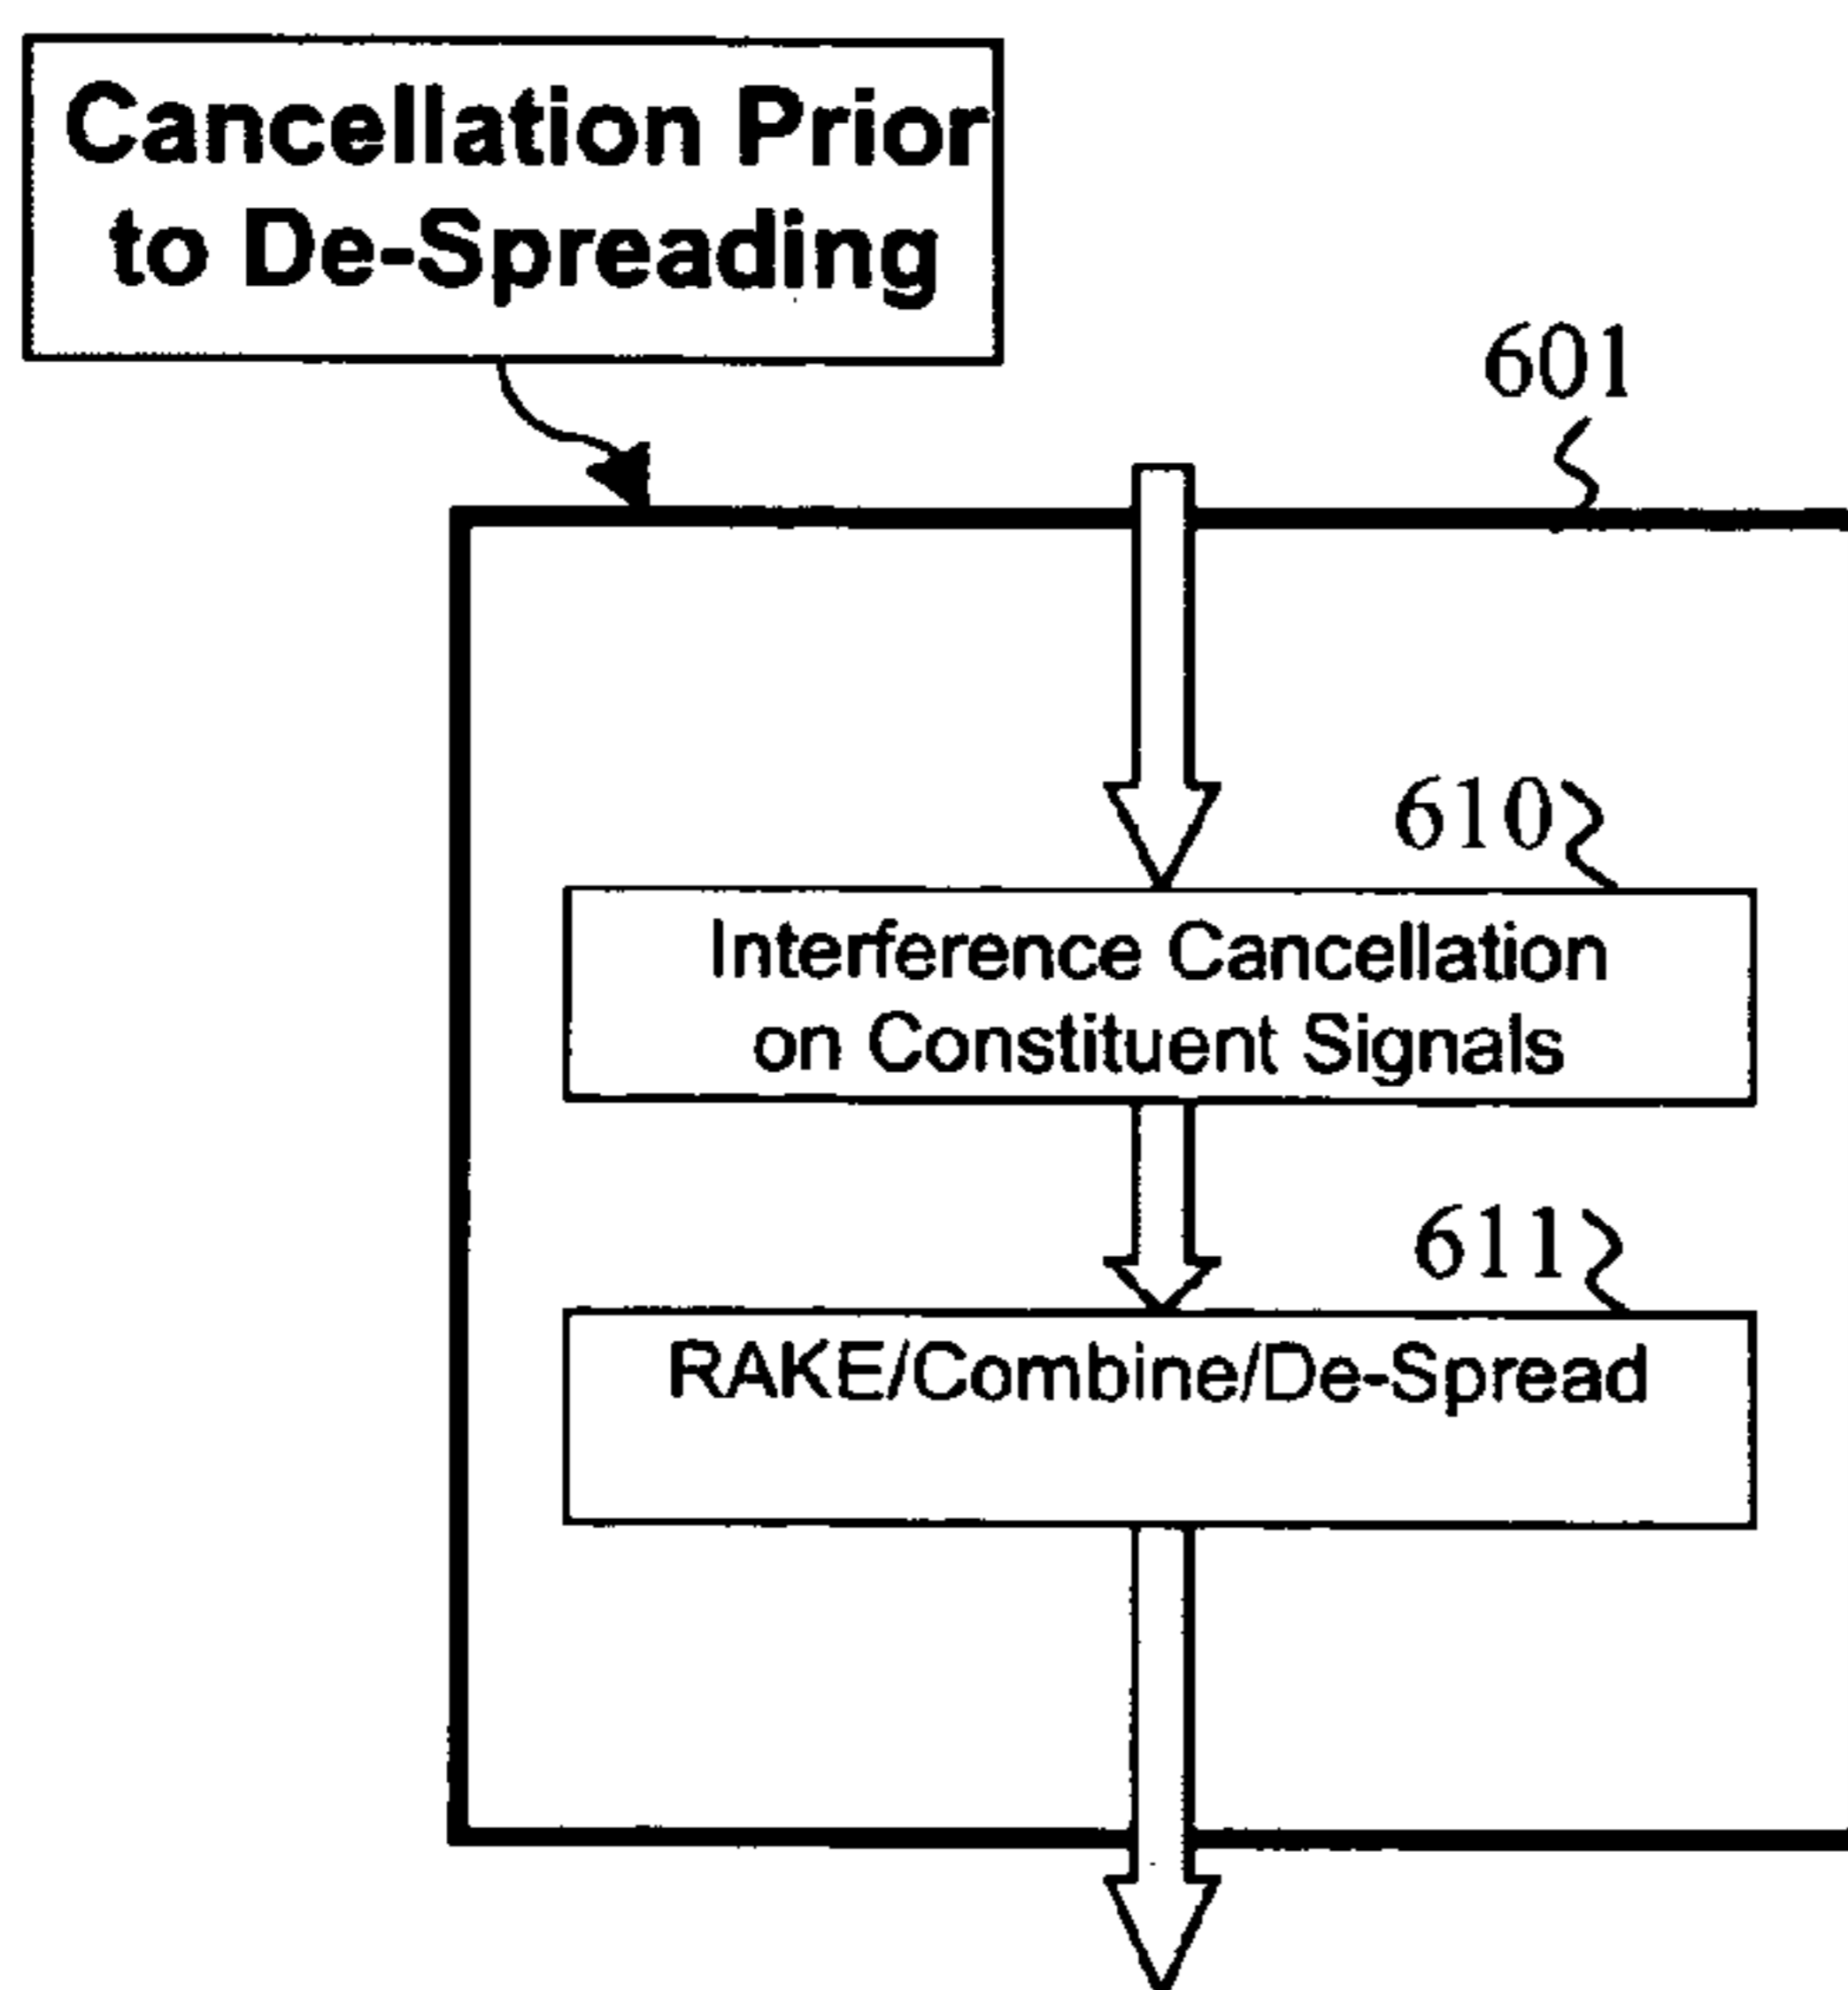 Cancellation Prior
to De-Spreading
601
610
Interference Cancellation
on Constituent Signals
611
RAKE/Combine/De-Spread